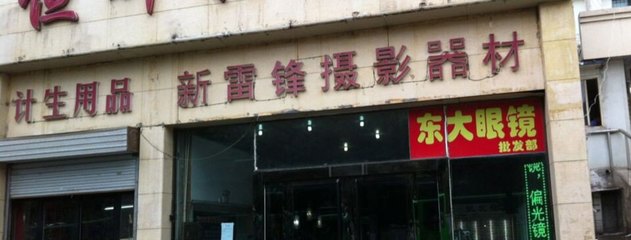 计生用品
新雷锋摄影器材
东大眼镜
批发部
镜,偏光镜